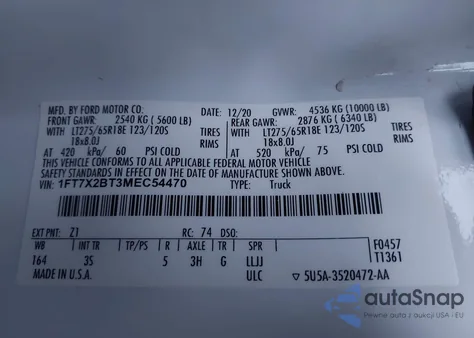 MFD. BY FORD MOTOR CO. 12/20 GVWR: 4536 KG (10000 LB)
FRONT GAWR: 2540 KG (5600 LB) REAR GAWR: 2876 KG (6340 LB)
WITH LT275/65R18E 123/120S TIRES WITH LT275/65R18E 123/120S TIRES
18x8.0J RIMS 18x8.0J RIMS
AT 420 kPa/ 60 PSI COLD AT 520 kPa/ 75 PSI COLD
THIS VEHICLE CONFORMS TO ALL APPLICABLE FEDERAL MOTOR VEHICLE
SAFETY STANDARDS IN EFFECT ON THE DATE OF MANUFACTURE SHOWN ABOVE.
VIN: 1FT7X2BT3MEC54470 TYPE: Truck
EXT PNT: Z1 RC: 74 DSO:
WB INT TR TP/PS R AXLE TR SPR F0457
164 3S 5 3H G LLJJ T1361
MADE IN U.S.A. ULC ▽ 5U5A-3520472-AA
autoSnap
Pewne auto z USA - EU